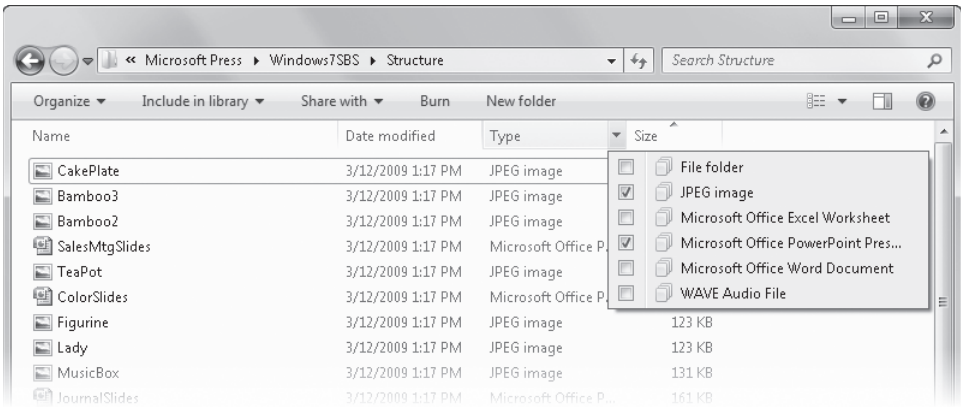 « Microsoft Press ▸ Windows7SBS ▸ Structure Search Structure
Organize ▾ Include in library ▾ Share with ▾ Burn New folder
Name Date modified Type Size
CakePlate 3/12/2009 1:17 PM JPEG image
Bamboo3 3/12/2009 1:17 PM JPEG image
Bamboo2 3/12/2009 1:17 PM JPEG image
SalesMtgSlides 3/12/2009 1:17 PM Microsoft Office P
TeaPot 3/12/2009 1:17 PM JPEG image
ColorSlides 3/12/2009 1:17 PM Microsoft Office P
Figurine 3/12/2009 1:17 PM JPEG image 123 KB
Lady 3/12/2009 1:17 PM JPEG image 123 KB
MusicBox 3/12/2009 1:17 PM JPEG image 131 KB
JournalSlides 3/12/2009 1:17 PM Microsoft Office P... 161 KB
File folder
JPEG image
Microsoft Office Excel Worksheet
Microsoft Office PowerPoint Pres...
Microsoft Office Word Document
WAVE Audio File